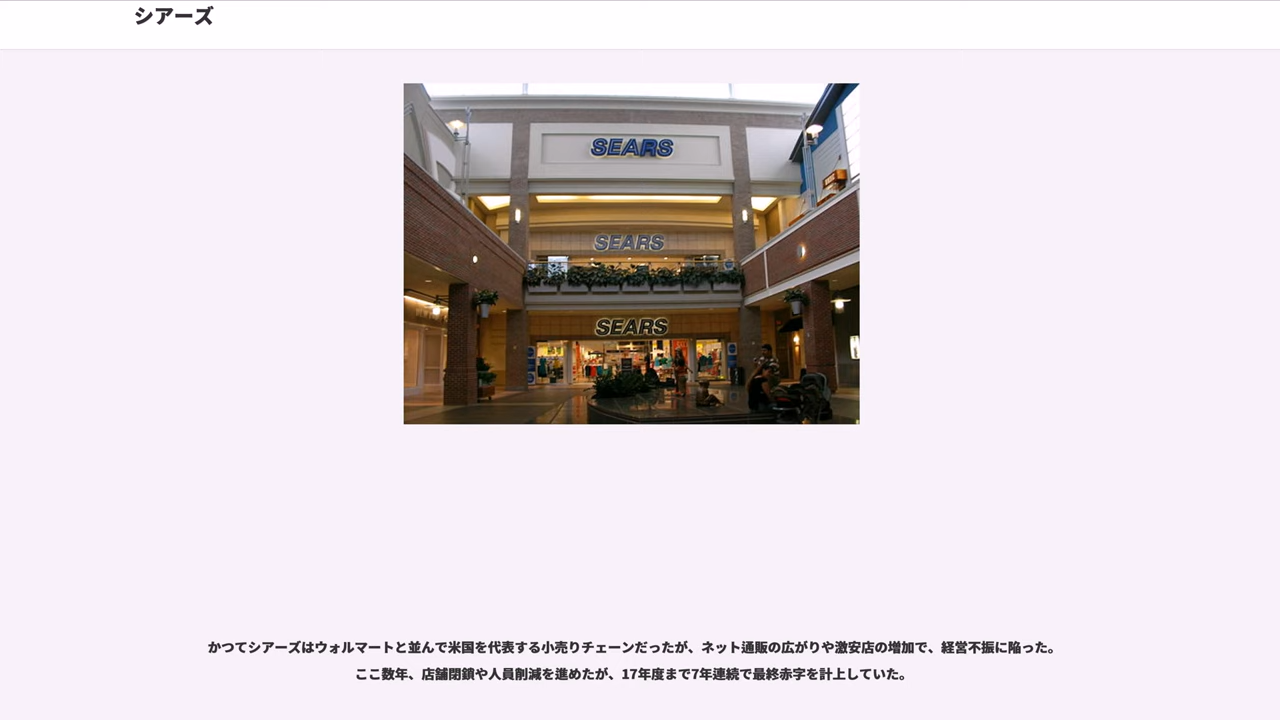 シアーズ
SEARS
SEARS
SEARS
かつてシアーズはウォルマートと並んで米国を代表する小売りチェーンだったが、ネット通販の広がりや激安店の増加で、経営不振に陥った。
ここ数年、店舗閉鎖や人員削減を進めたが、17年度まで7年連続で最終赤字を計上していた。